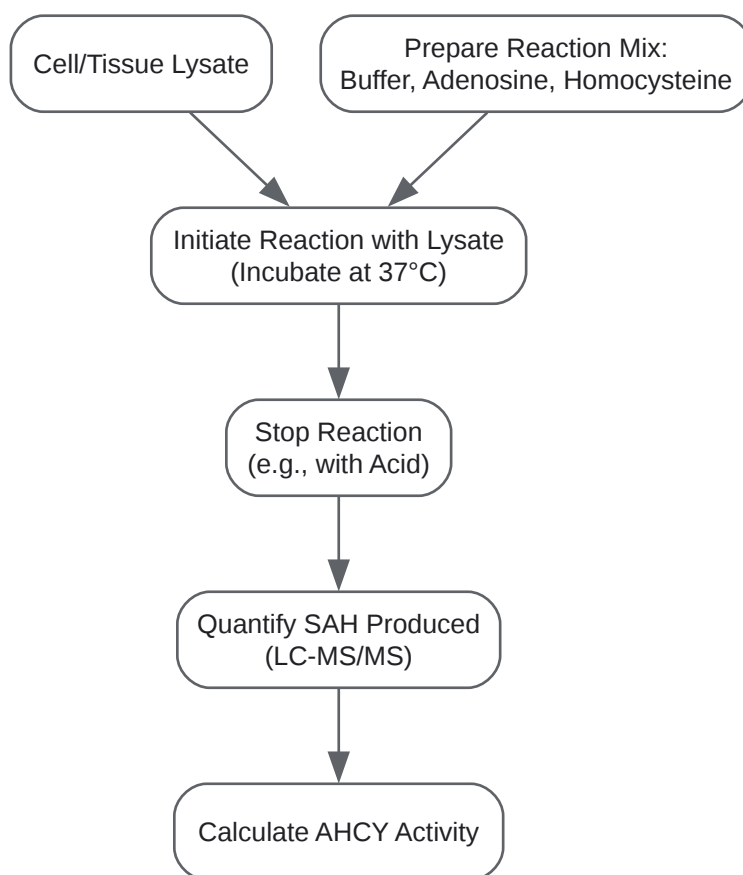 Cell/Tissue Lysate
Prepare Reaction Mix:
Buffer, Adenosine, Homocysteine
Initiate Reaction with Lysate
(Incubate at 37°C)
Stop Reaction
(e.g., with Acid)
Quantify SAH Produced
(LC-MS/MS)
Calculate AHCY Activity